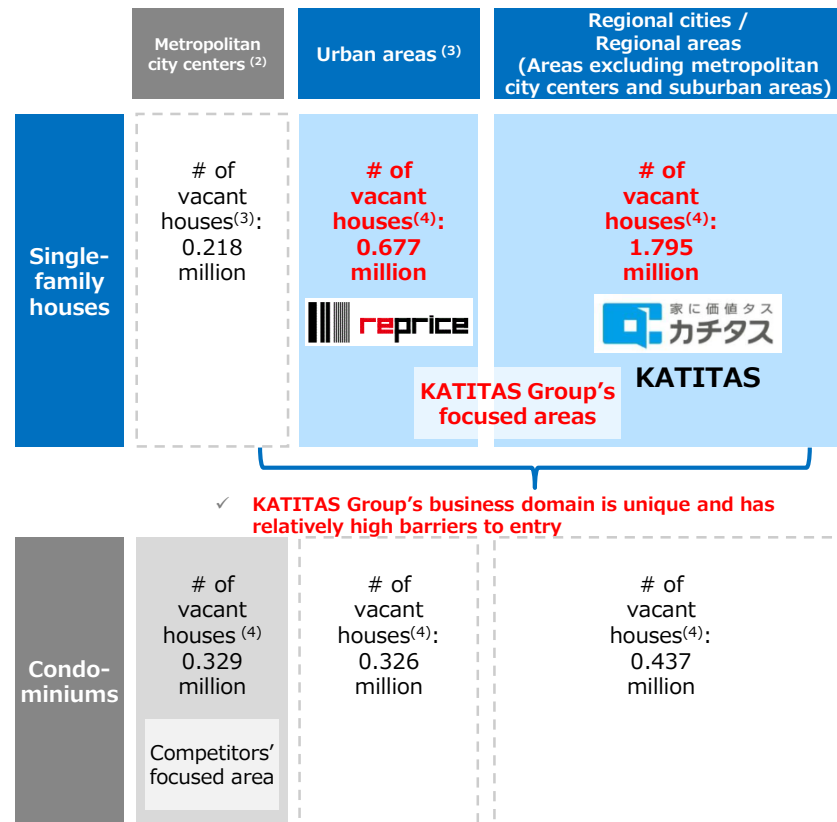 Metropolitan
city centers (2)
Urban areas (3)
Regional cities /
Regional areas
(Areas excluding metropolitan
city centers and suburban areas)
Single-
family
houses
# of
vacant
houses(3):
0.218
million
# of
vacant
houses(4):
0.677
million
reprice
# of
vacant
houses(4):
1.795
million
家に価値タス
カチタス
KATITAS
KATITAS Group's
focused areas
✓ KATITAS Group's business domain is unique and has
relatively high barriers to entry
Condo-
miniums
# of
vacant
houses (4)
0.329
million
Competitors'
focused area
# of
vacant
houses(4):
0.326
million
# of
vacant
houses(4):
0.437
million